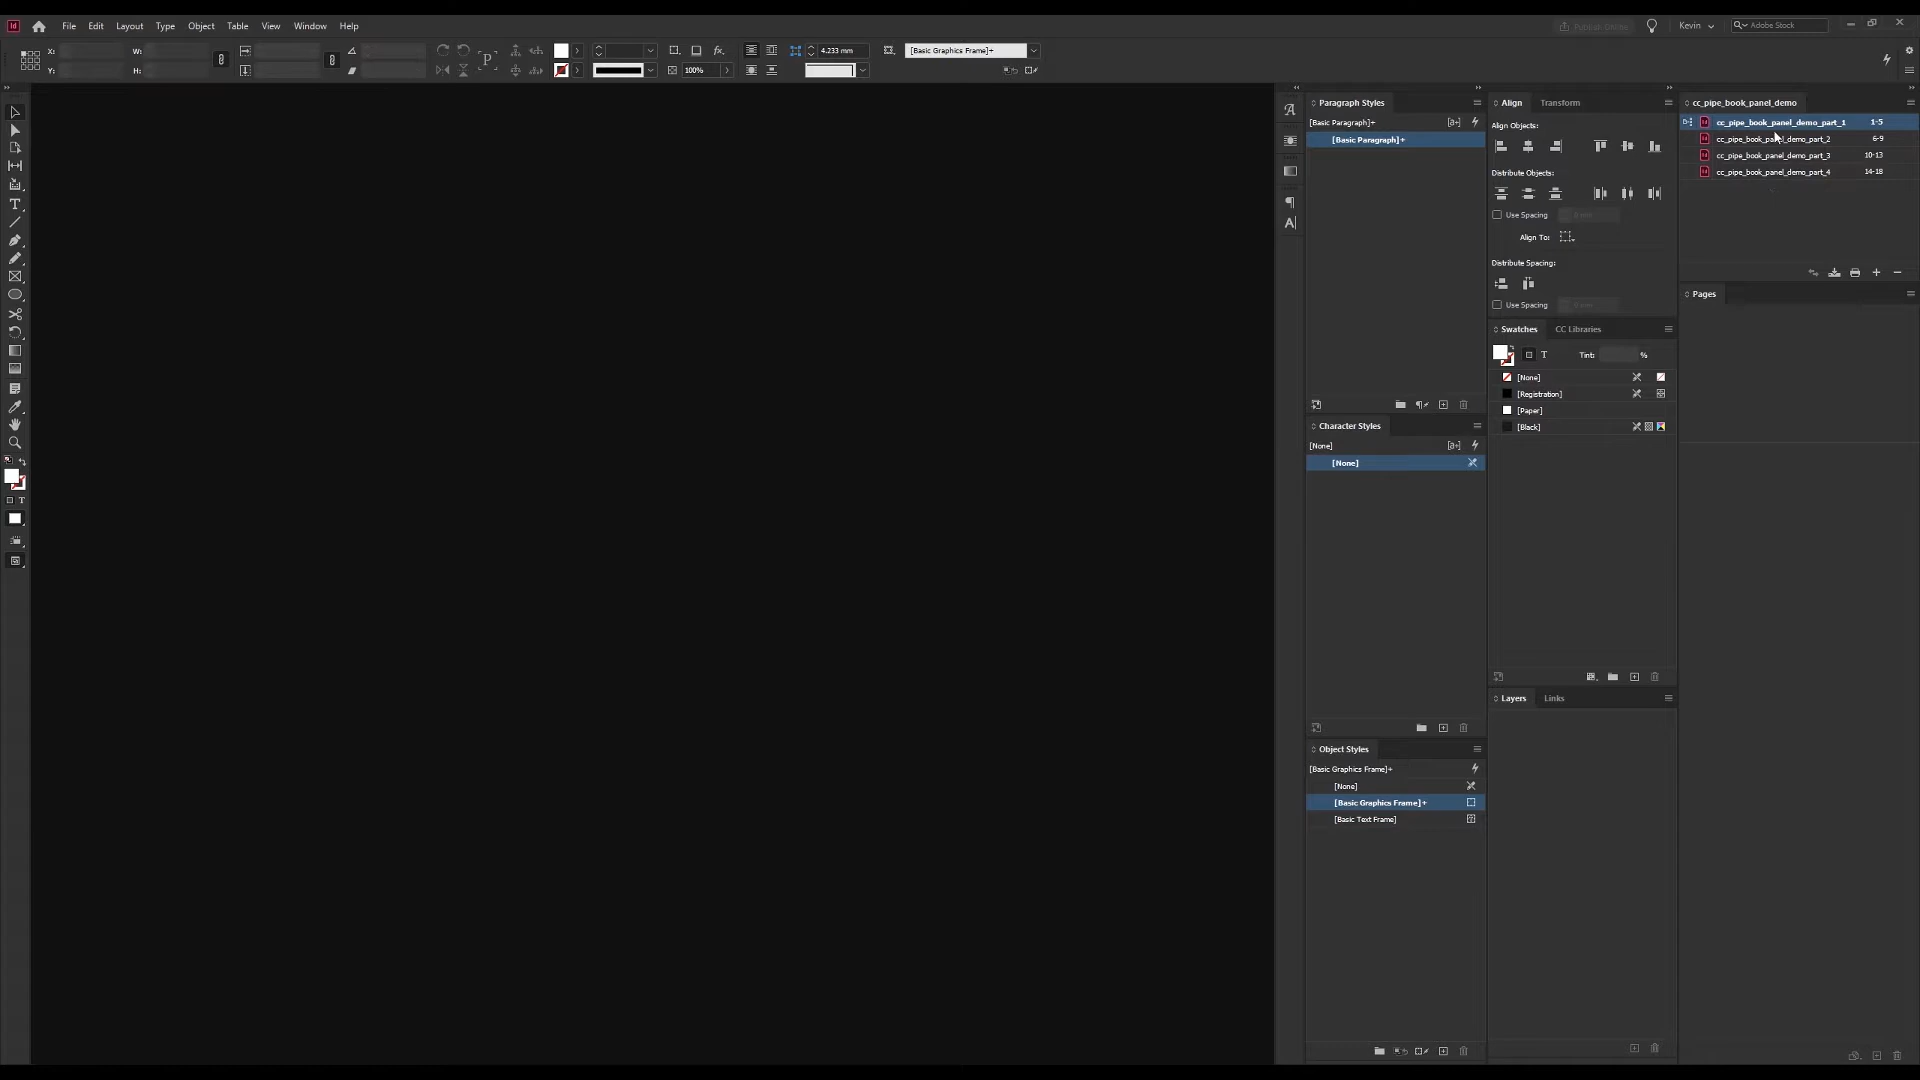 Id File Edit Layout Type Object Table View Window Help
Publish Online Kevin Adobe Stock
X: W: 4.233 mm [Basic Graphics Frame]+
Y: H: P 100%
Paragraph Styles
[Basic Paragraph]+ [a+]
[Basic Paragraph]+
Character Styles
[None] [a+]
[None]
Object Styles
[Basic Graphics Frame]+
[None]
[Basic Graphics Frame]+
[Basic Text Frame]
Align Transform
Align Objects:
Distribute Objects:
Use Spacing
Align To:
Distribute Spacing:
Use Spacing
Swatches CC Libraries
T Tint: %
[None]
[Registration]
[Paper]
[Black]
Layers Links
cc_pipe_book_panel_demo
cc_pipe_book_panel_demo_part_1 1-5
cc_pipe_book_panel_demo_part_2 6-9
cc_pipe_book_panel_demo_part_3 10-13
cc_pipe_book_panel_demo_part_4 14-18
Pages